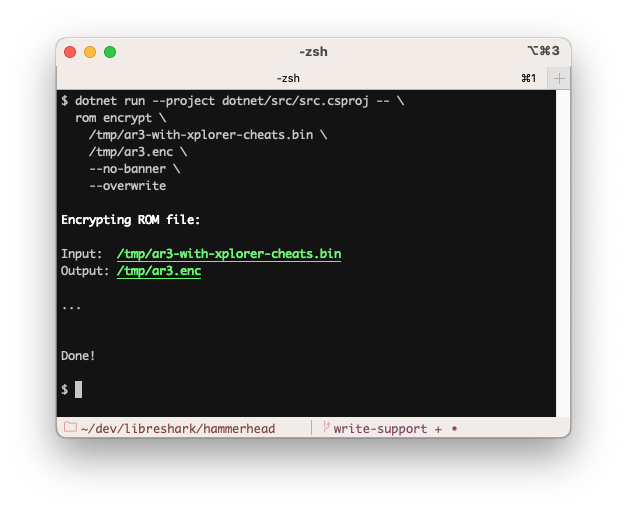 -zsh
⌥⌘3
-zsh
⌘1
+
$ dotnet run --project dotnet/src/src.csproj -- \
rom encrypt \
/tmp/ar3-with-xplorer-cheats.bin \
/tmp/ar3.enc \
--no-banner \
--overwrite
Encrypting ROM file:
Input:  /tmp/ar3-with-xplorer-cheats.bin
Output: /tmp/ar3.enc
...
Done!
$
~/dev/libreshark/hammerhead
write-support + •